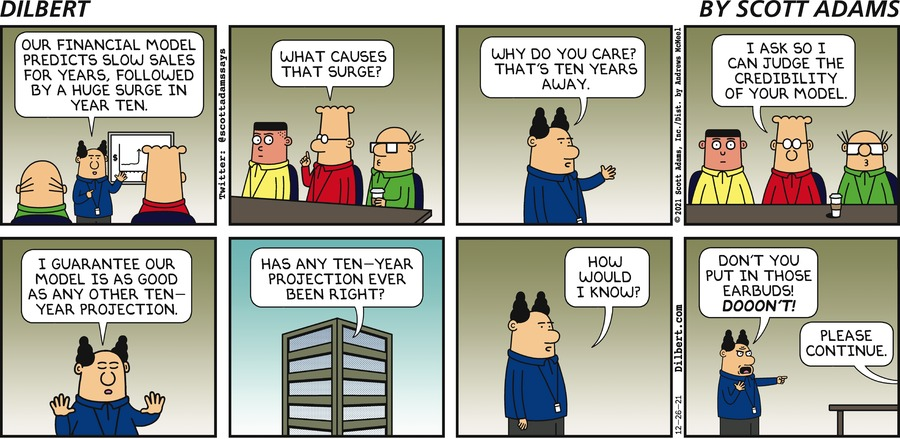 DILBERT
BY SCOTT ADAMS
OUR FINANCIAL MODEL
PREDICTS SLOW SALES
FOR YEARS, FOLLOWED
BY A HUGE SURGE IN
YEAR TEN.
$
Twitter: @scottadamssays
WHAT CAUSES
THAT SURGE?
WHY DO YOU CARE?
THAT'S TEN YEARS
AWAY.
© 2021 Scott Adams, Inc./Dist. by Andrews McMeel
I ASK SO I
CAN JUDGE THE
CREDIBILITY
OF YOUR MODEL.
I GUARANTEE OUR
MODEL IS AS GOOD
AS ANY OTHER TEN-
YEAR PROJECTION.
HAS ANY TEN-YEAR
PROJECTION EVER
BEEN RIGHT?
HOW
WOULD
I KNOW?
12-26-21 Dilbert.com
DON'T YOU
PUT IN THOSE
EARBUDS!
DOOON'T!
PLEASE
CONTINUE.